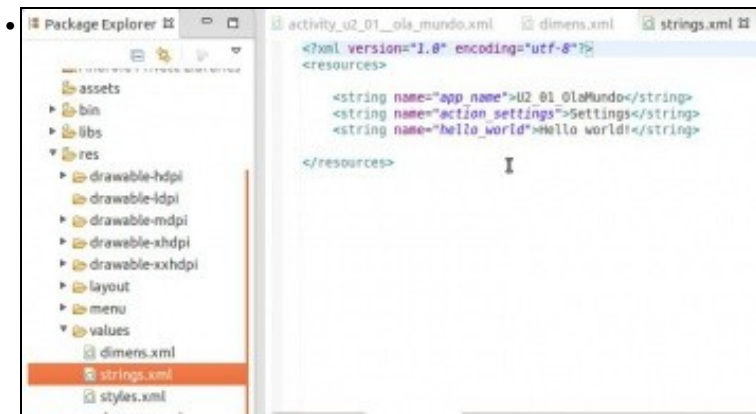 Package Explorer
assets
bin
libs
res
drawable-hdpi
drawable-ldpi
drawable-mdpi
drawable-xhdpi
drawable-xxhdpi
layout
menu
values
dimens.xml
strings.xml
styles.xml
activity_u2_01__ola_mundo.xml dimens.xml strings.xml
<?xml version="1.0" encoding="utf-8"?>
<resources>
<string name="app_name">U2_01_OlaMundo</string>
<string name="action_settings">Settings</string>
<string name="hello_world">Hello world!</string>
</resources>